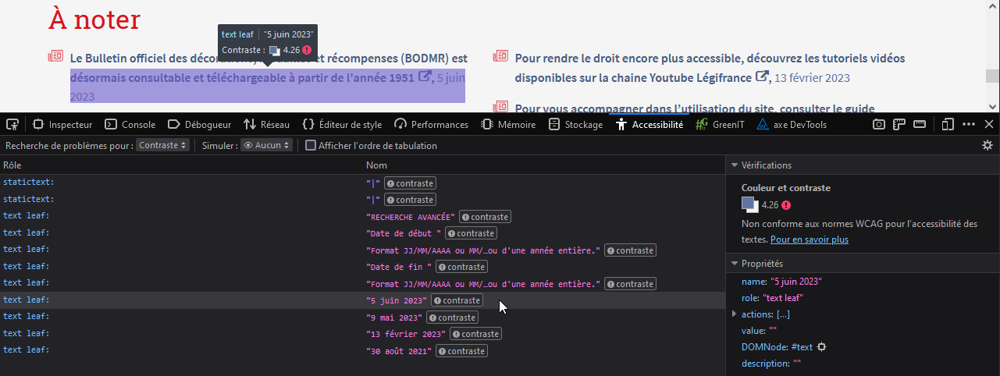 À noter
text leaf "5 juin 2023"
Contraste : 4.26
Le Bulletin officiel des décorations, et récompenses (BODMR) est
désormais consultable et téléchargeable à partir de l'année 1951 , 5 juin
2023
Pour rendre le droit encore plus accessible, découvrez les tutoriels vidéos
disponibles sur la chaine Youtube Légifrance , 13 février 2023
Pour vous accompagner dans l'utilisation du site, consulter le guide
Inspecteur Console Débogueur Réseau Éditeur de style Performances Mémoire Stockage Accessibilité GreenIT axe DevTools
Recherche de problèmes pour : Contraste Simuler : Aucun Afficher l'ordre de tabulation
Rôle Nom
statictext: "|" contraste
statictext: "|" contraste
text leaf: "RECHERCHE AVANCÉE" contraste
text leaf: "Date de début " contraste
text leaf: "Format JJ/MM/AAAA ou MM/…ou d'une année entière." contraste
text leaf: "Date de fin " contraste
text leaf: "Format JJ/MM/AAAA ou MM/…ou d'une année entière." contraste
text leaf: "5 juin 2023" contraste
text leaf: "9 mai 2023" contraste
text leaf: "13 février 2023" contraste
text leaf: "30 août 2021" contraste
Vérifications
Couleur et contraste
4.26
Non conforme aux normes WCAG pour l'accessibilité des
textes. Pour en savoir plus
Propriétés
name: "5 juin 2023"
role: "text leaf"
actions: […]
value: ""
DOMNode: #text
description: ""